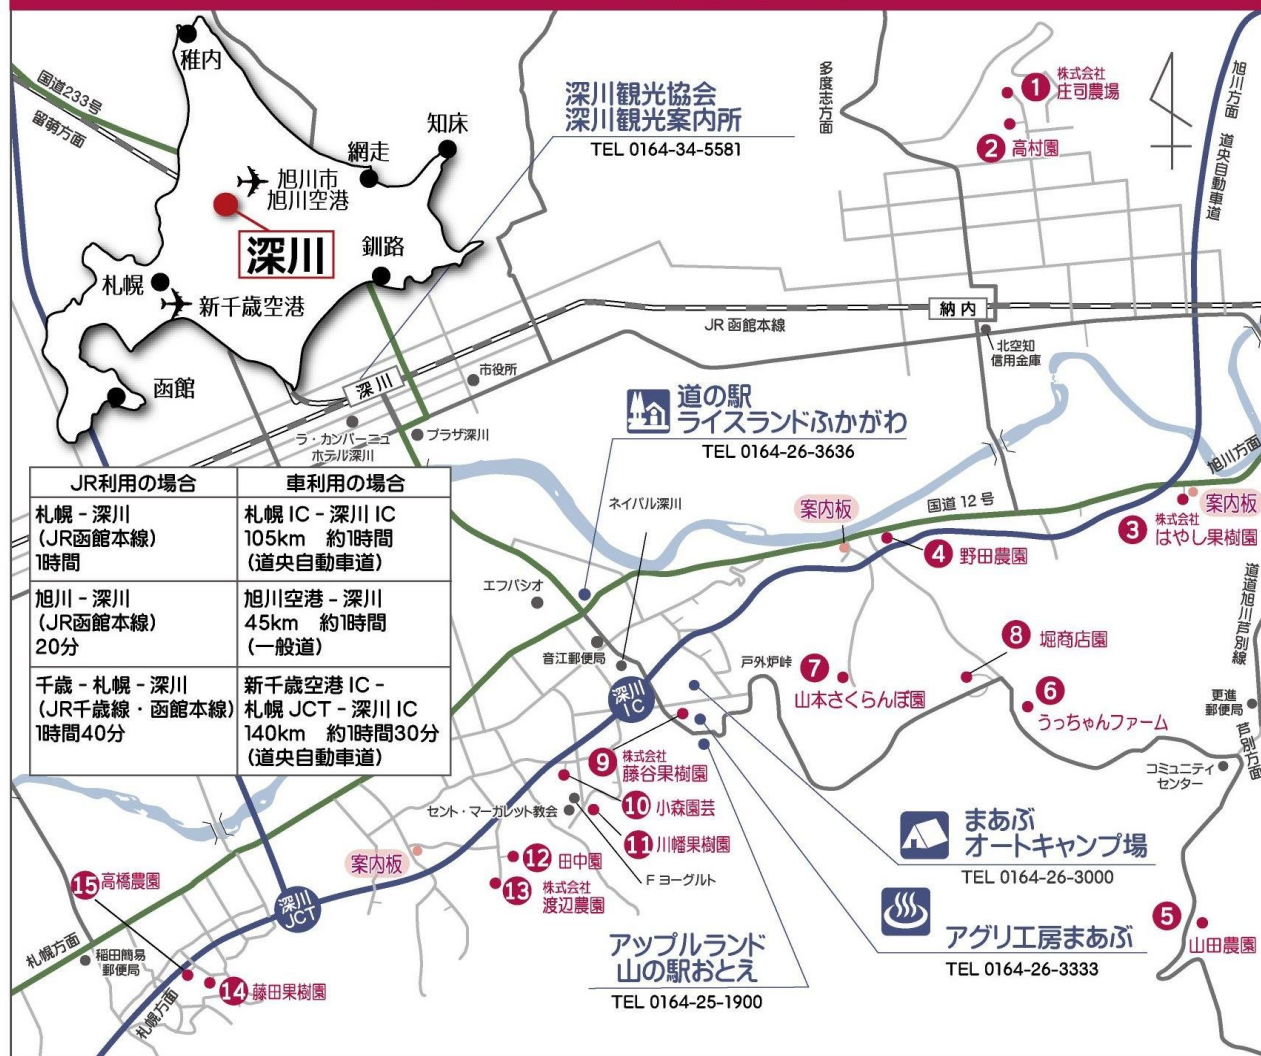 稚内
国道233号
留萌方面
知床
網走
旭川市
旭川空港
深川
釧路
札幌
新千歳空港
函館
深川観光協会
深川観光案内所
TEL 0164-34-5581
多度志方面
① 株式会社
庄司農場
② 高村園
旭川方面
道央自動車道
納内
JR 函館本線
北空知
信用金庫
深川
市役所
ラ・カンパーニュ
ホテル深川
プラザ深川
道の駅
ライスランドふかがわ
TEL 0164-26-3636
JR利用の場合
車利用の場合
札幌 - 深川
(JR函館本線)
1時間
札幌 IC - 深川 IC
105km 約1時間
(道央自動車道)
旭川 - 深川
(JR函館本線)
20分
旭川空港 - 深川
45km 約1時間
(一般道)
千歳 - 札幌 - 深川
(JR千歳線・函館本線)
1時間40分
新千歳空港 IC -
札幌 JCT - 深川 IC
140km 約1時間30分
(道央自動車道)
ネイパル深川
案内板
国道 12 号
旭川方面
案内板
③ 株式会社
はやし果樹園
④ 野田農園
エフパシオ
音江郵便局
深川
IC
戸外炉峠
⑦
山本さくらんぼ園
⑧ 堀商店園
⑥
うっちゃんファーム
道道旭川芦別線
更進
郵便局
芦別方面
コミュニティ
センター
⑨ 株式会社
藤谷果樹園
⑩ 小森園芸
セント・マーガレット教会
⑪ 川幡果樹園
案内板
⑫ 田中園
⑬ 株式会社
渡辺農園
F ヨーグルト
まあぶ
オートキャンプ場
TEL 0164-26-3000
アグリ工房まあぶ
TEL 0164-26-3333
⑤
山田農園
アップルランド
山の駅おとえ
TEL 0164-25-1900
⑮ 高橋農園
深川
JCT
札幌方面
稲田簡易
郵便局
札幌方面
⑭ 藤田果樹園